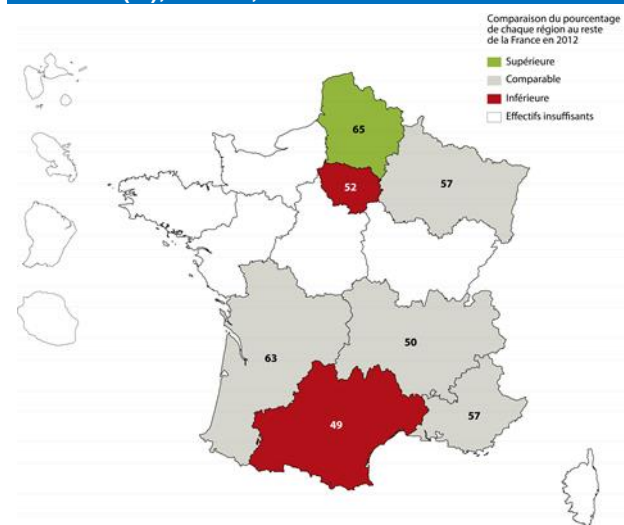 Comparaison du pourcentage
de chaque région au reste
de la France en 2012
Supérieure
Comparable
Inférieure
Effectifs insuffisants
65
52
57
63
50
57
49